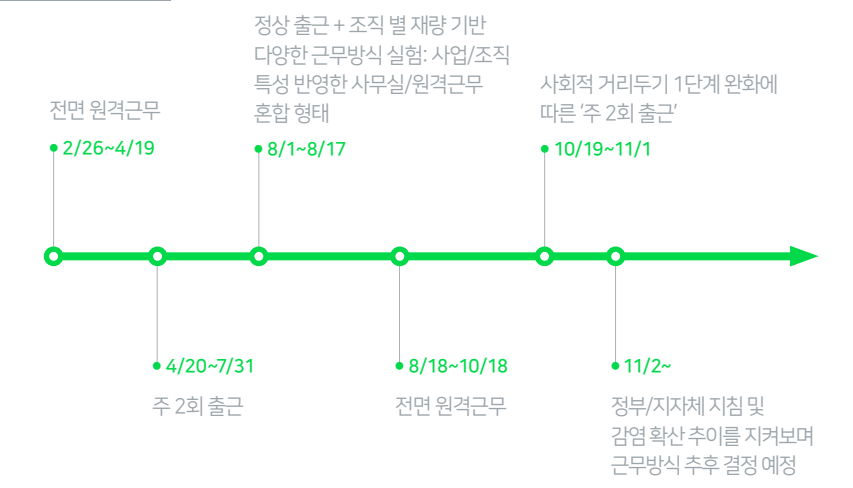 전면 원격근무
2/26~4/19
정상 출근 + 조직 별 재량 기반
다양한 근무방식 실험: 사업/조직
특성 반영한 사무실/원격근무
혼합 형태
8/1~8/17
사회적 거리두기 1단계 완화에
따른 ‘주 2회 출근’
10/19~11/1
4/20~7/31
주 2회 출근
8/18~10/18
전면 원격근무
11/2~
정부/지자체 지침 및
감염 확산 추이를 지켜보며
근무방식 추후 결정 예정